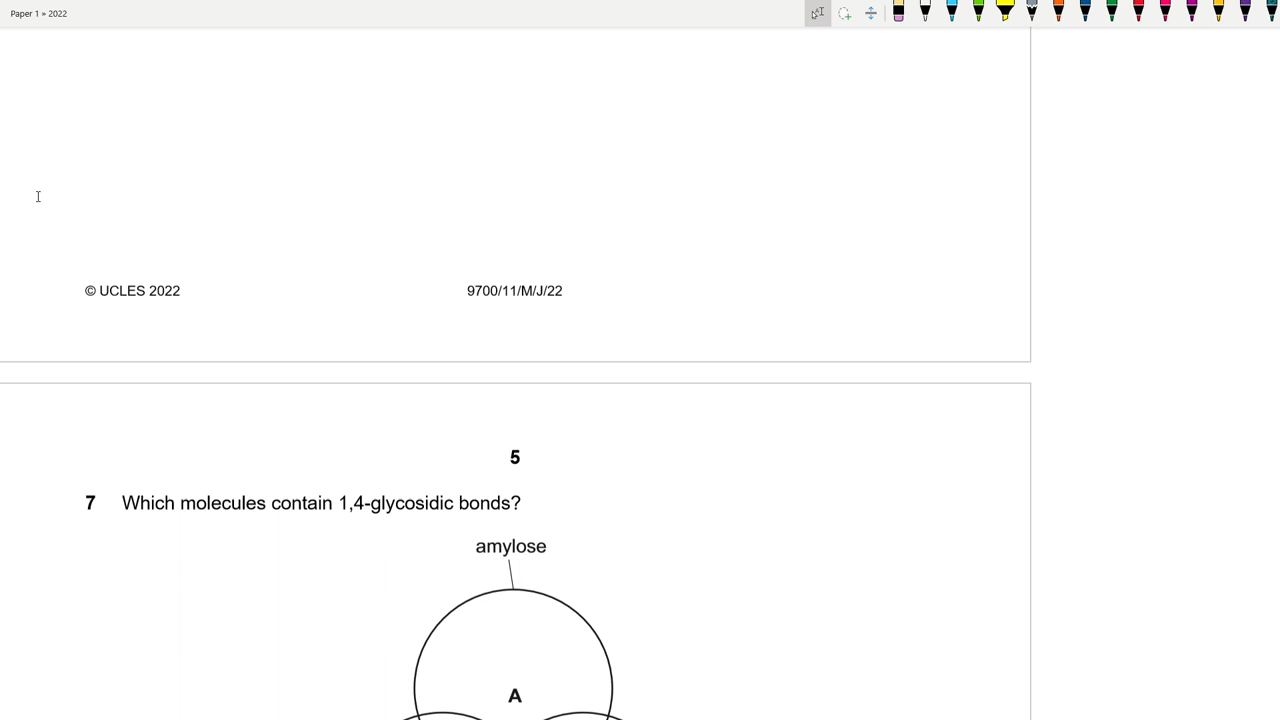 Paper 1 » 2022
© UCLES 2022 9700/11/M/J/22
5
7 Which molecules contain 1,4-glycosidic bonds?
amylose
A